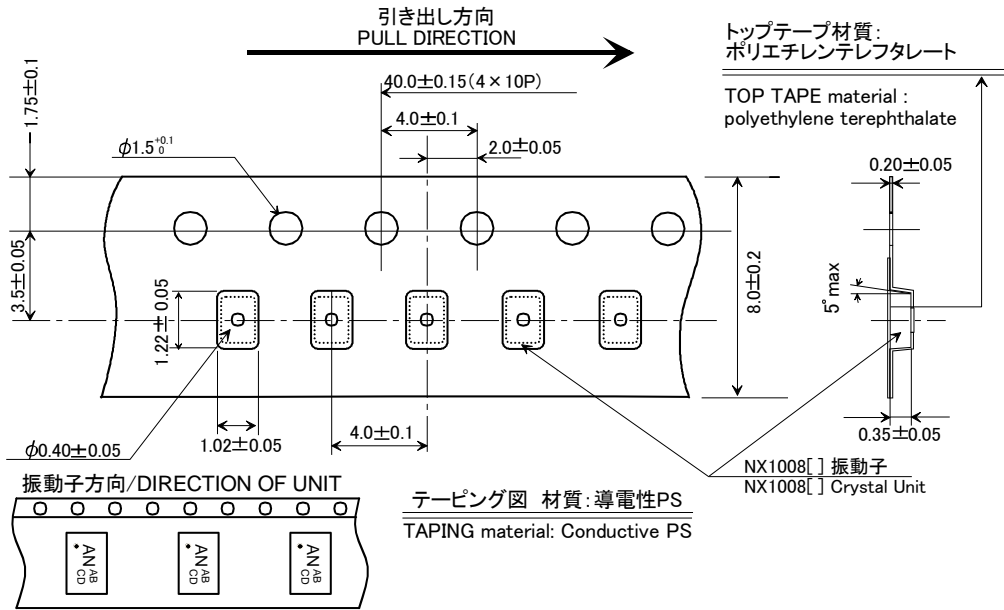 引き出し方向
PULL DIRECTION
トップテープ材質:
ポリエチレンテレフタレート
TOP TAPE material :
polyethylene terephthalate
1.75±0.1
40.0±0.15(4×10P)
4.0±0.1
2.0±0.05
φ1.5 +0.1 0
0.20±0.05
3.5±0.05
1.22±0.05
8.0±0.2
5°max
φ0.40±0.05
1.02±0.05
4.0±0.1
0.35±0.05
NX1008[ ] 振動子
NX1008[ ] Crystal Unit
振動子方向/DIRECTION OF UNIT
テーピング図 材質:導電性PS
TAPING material: Conductive PS
AN AB CD
AN AB CD
AN AB CD